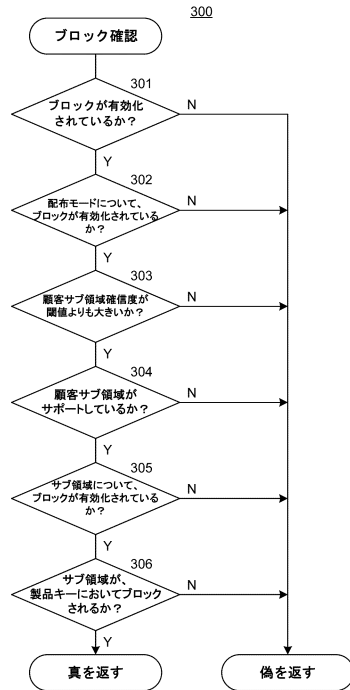 300
ブロック確認
301
ブロックが有効化
されているか？
N
Y
302
配布モードについて、
ブロックが有効化されている
か？
N
Y
303
顧客サブ領域確信度が
閾値よりも大きいか？
N
Y
304
顧客サブ領域が
サポートしているか？
N
Y
305
サブ領域について、
ブロックが有効化されている
か？
N
Y
306
サブ領域が、
製品キーにおいてブロック
されるか？
N
Y
真を返す
偽を返す